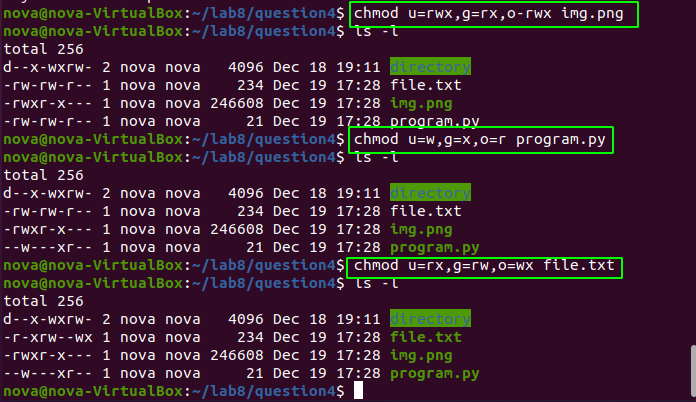 nova@nova-VirtualBox:~/lab8/question4$ chmod u=rwx,g=rx,o-rwx img.png
nova@nova-VirtualBox:~/lab8/question4$ ls -l
total 256
d--x-wxrw- 2 nova nova   4096 Dec 18 19:11 directory
-rw-rw-r-- 1 nova nova    234 Dec 19 17:28 file.txt
-rwxr-x--- 1 nova nova 246608 Dec 19 17:28 img.png
-rw-rw-r-- 1 nova nova     21 Dec 19 17:28 program.py
nova@nova-VirtualBox:~/lab8/question4$ chmod u=w,g=x,o=r program.py
nova@nova-VirtualBox:~/lab8/question4$ ls -l
total 256
d--x-wxrw- 2 nova nova   4096 Dec 18 19:11 directory
-rw-rw-r-- 1 nova nova    234 Dec 19 17:28 file.txt
-rwxr-x--- 1 nova nova 246608 Dec 19 17:28 img.png
--w---xr-- 1 nova nova     21 Dec 19 17:28 program.py
nova@nova-VirtualBox:~/lab8/question4$ chmod u=rx,g=rw,o=wx file.txt
nova@nova-VirtualBox:~/lab8/question4$ ls -l
total 256
d--x-wxrw- 2 nova nova   4096 Dec 18 19:11 directory
-r-xrw--wx 1 nova nova    234 Dec 19 17:28 file.txt
-rwxr-x--- 1 nova nova 246608 Dec 19 17:28 img.png
--w---xr-- 1 nova nova     21 Dec 19 17:28 program.py
nova@nova-VirtualBox:~/lab8/question4$